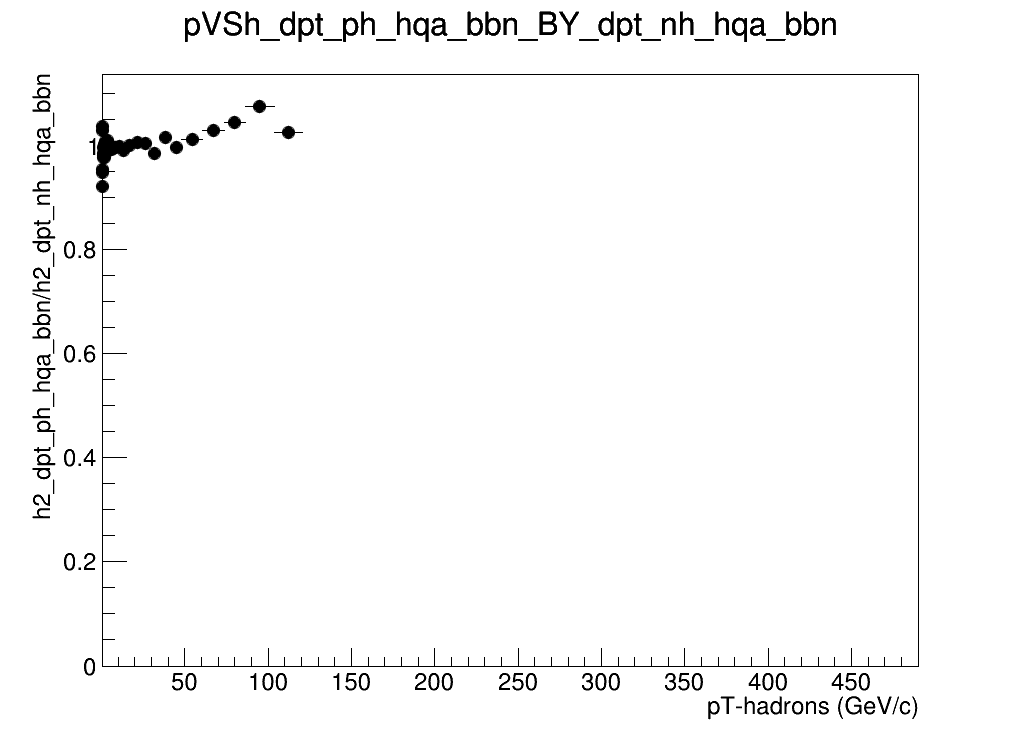 pVSh_dpt_ph_hqa_bbn_BY_dpt_nh_hqa_bbn
h2_dpt_ph_hqa_bbn/h2_dpt_nh_hqa_bbn
1
0.8
0.6
0.4
0.2
0
50 100 150 200 250 300 350 400 450
pT-hadrons (GeV/c)